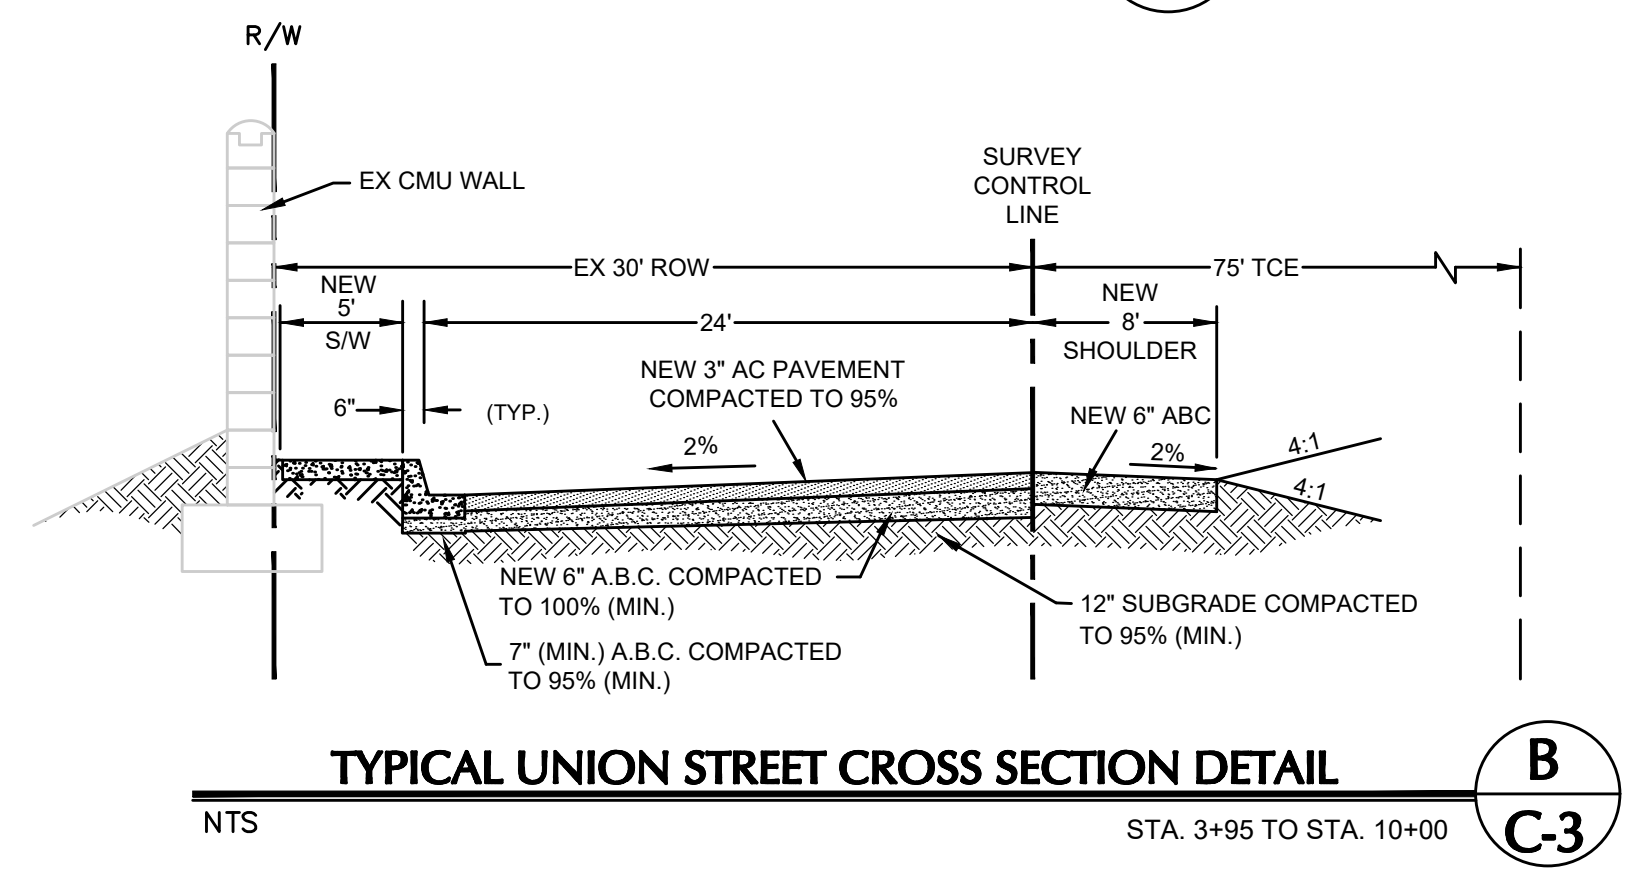 R/W
EX CMU WALL
SURVEY
CONTROL
LINE
EX 30' ROW
75' TCE
NEW
5'
S/W
24'
NEW
8'
SHOULDER
6"
(TYP.)
NEW 3" AC PAVEMENT
COMPACTED TO 95%
NEW 6" ABC
2%
2%
4:1
4:1
NEW 6" A.B.C. COMPACTED
TO 100% (MIN.)
7" (MIN.) A.B.C. COMPACTED
TO 95% (MIN.)
12" SUBGRADE COMPACTED
TO 95% (MIN.)
TYPICAL UNION STREET CROSS SECTION DETAIL
B
C-3
NTS
STA. 3+95 TO STA. 10+00